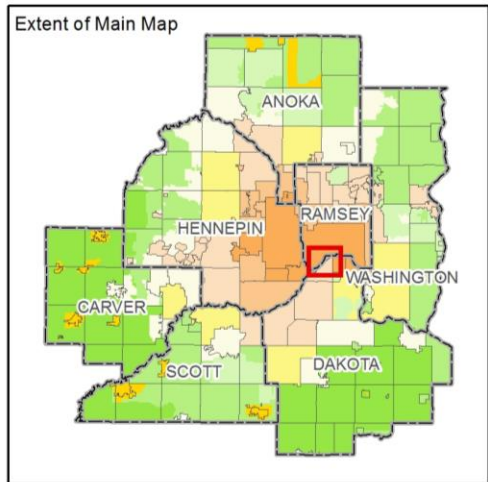 Extent of Main Map
ANOKA
RAMSEY
HENNEPIN
WASHINGTON
CARVER
SCOTT
DAKOTA